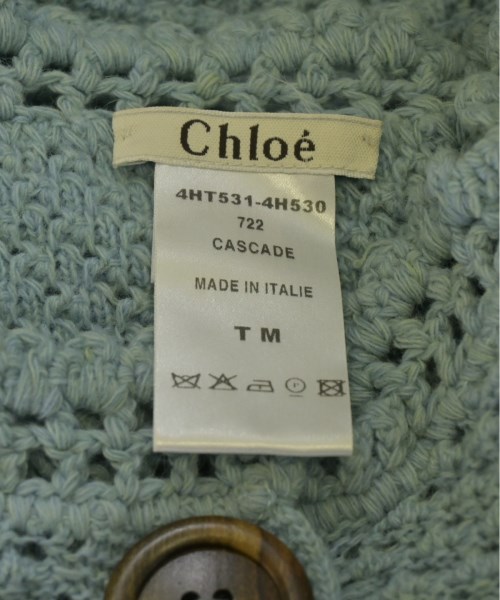 Chloé
4HT531-4H530
722
CASCADE
MADE IN ITALIE
T M